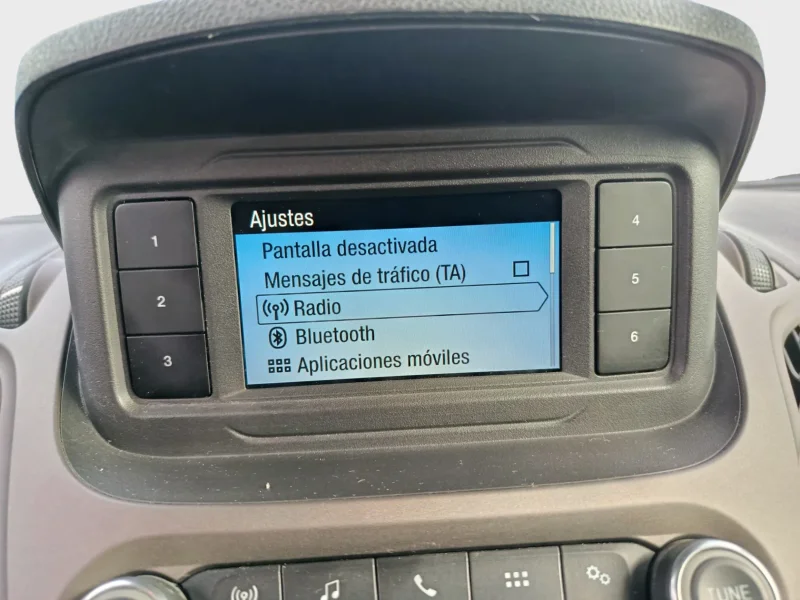 Ajustes
Pantalla desactivada
Mensajes de tráfico (TA)
Radio
Bluetooth
Aplicaciones móviles
1
2
3
4
5
6
TUNE